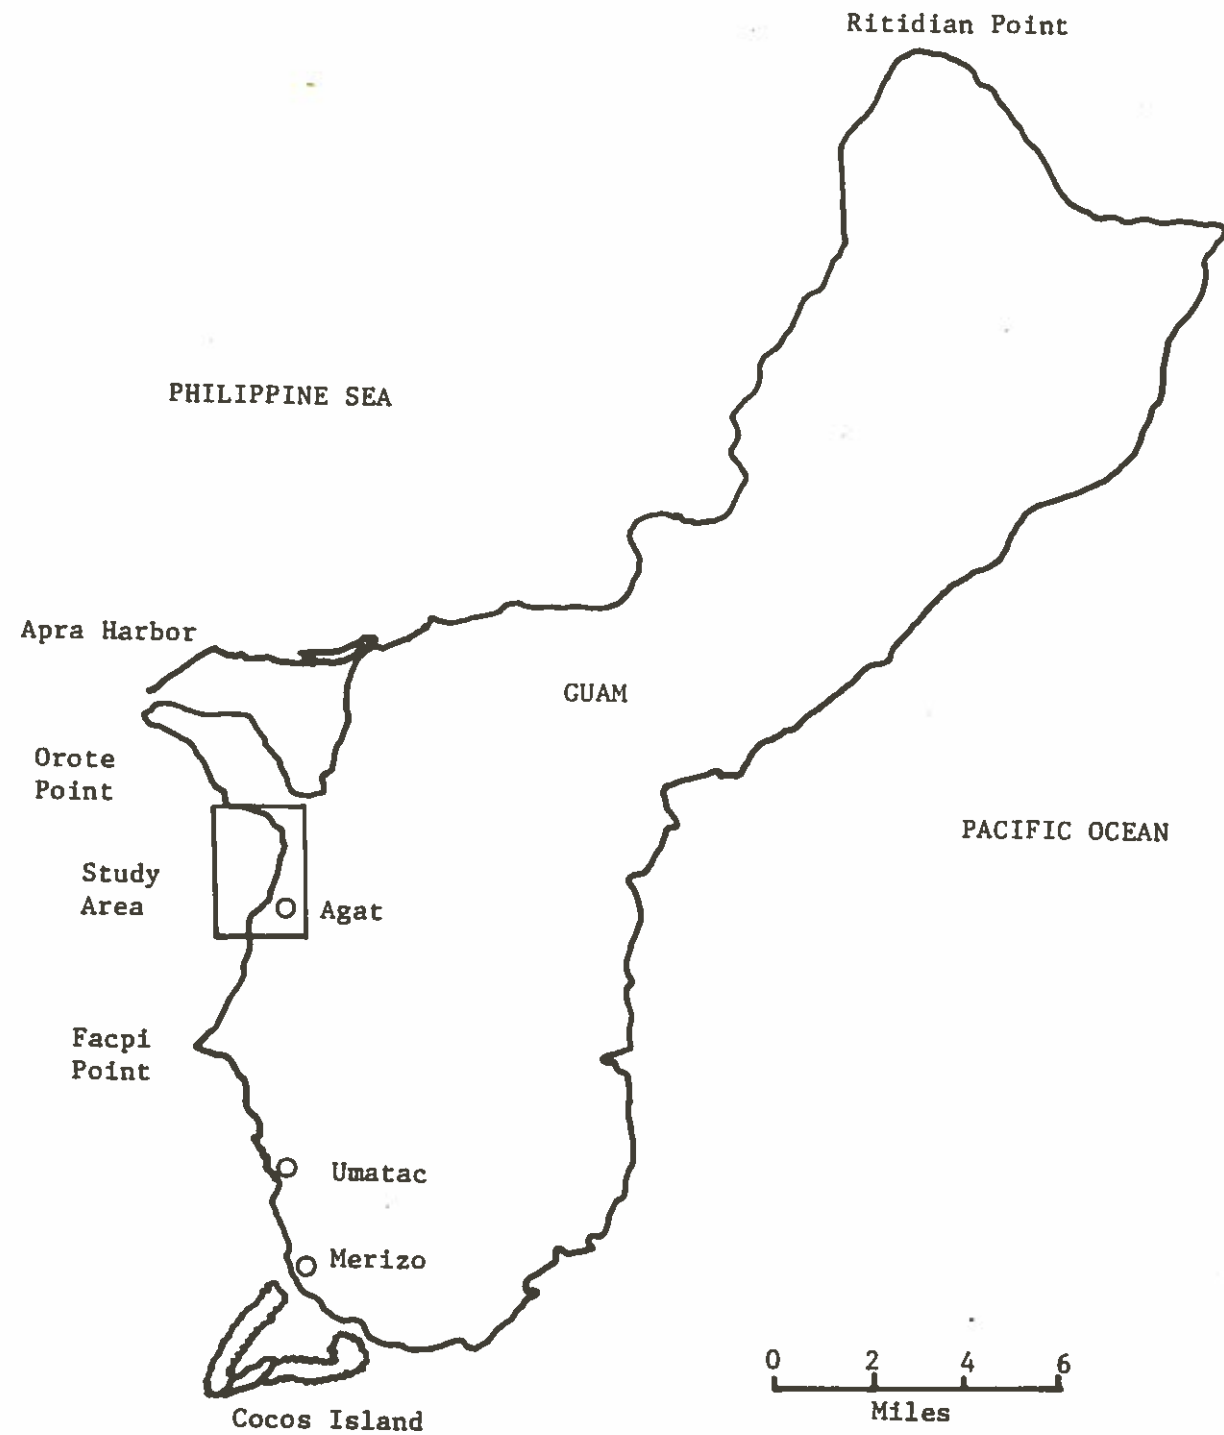 Ritidian Point
PHILIPPINE SEA
Apra Harbor
GUAM
Orote
Point
PACIFIC OCEAN
Study
Area
Agat
Facpi
Point
Umatac
Merizo
0 2 4 6
Miles
Cocos Island